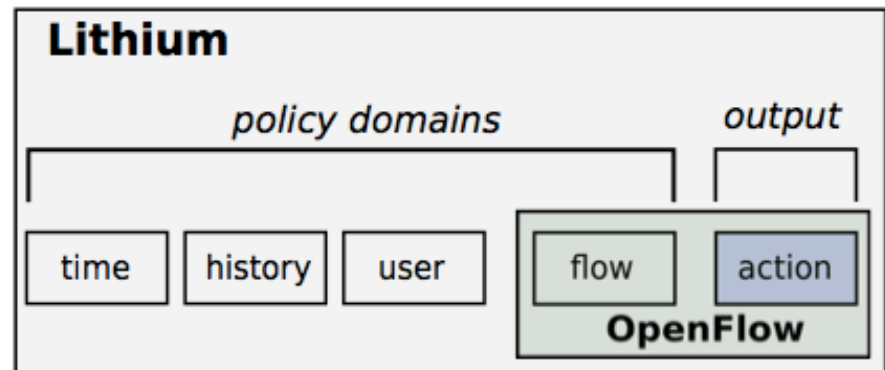 Lithium
policy domains
output
time
history
user
flow
action
OpenFlow